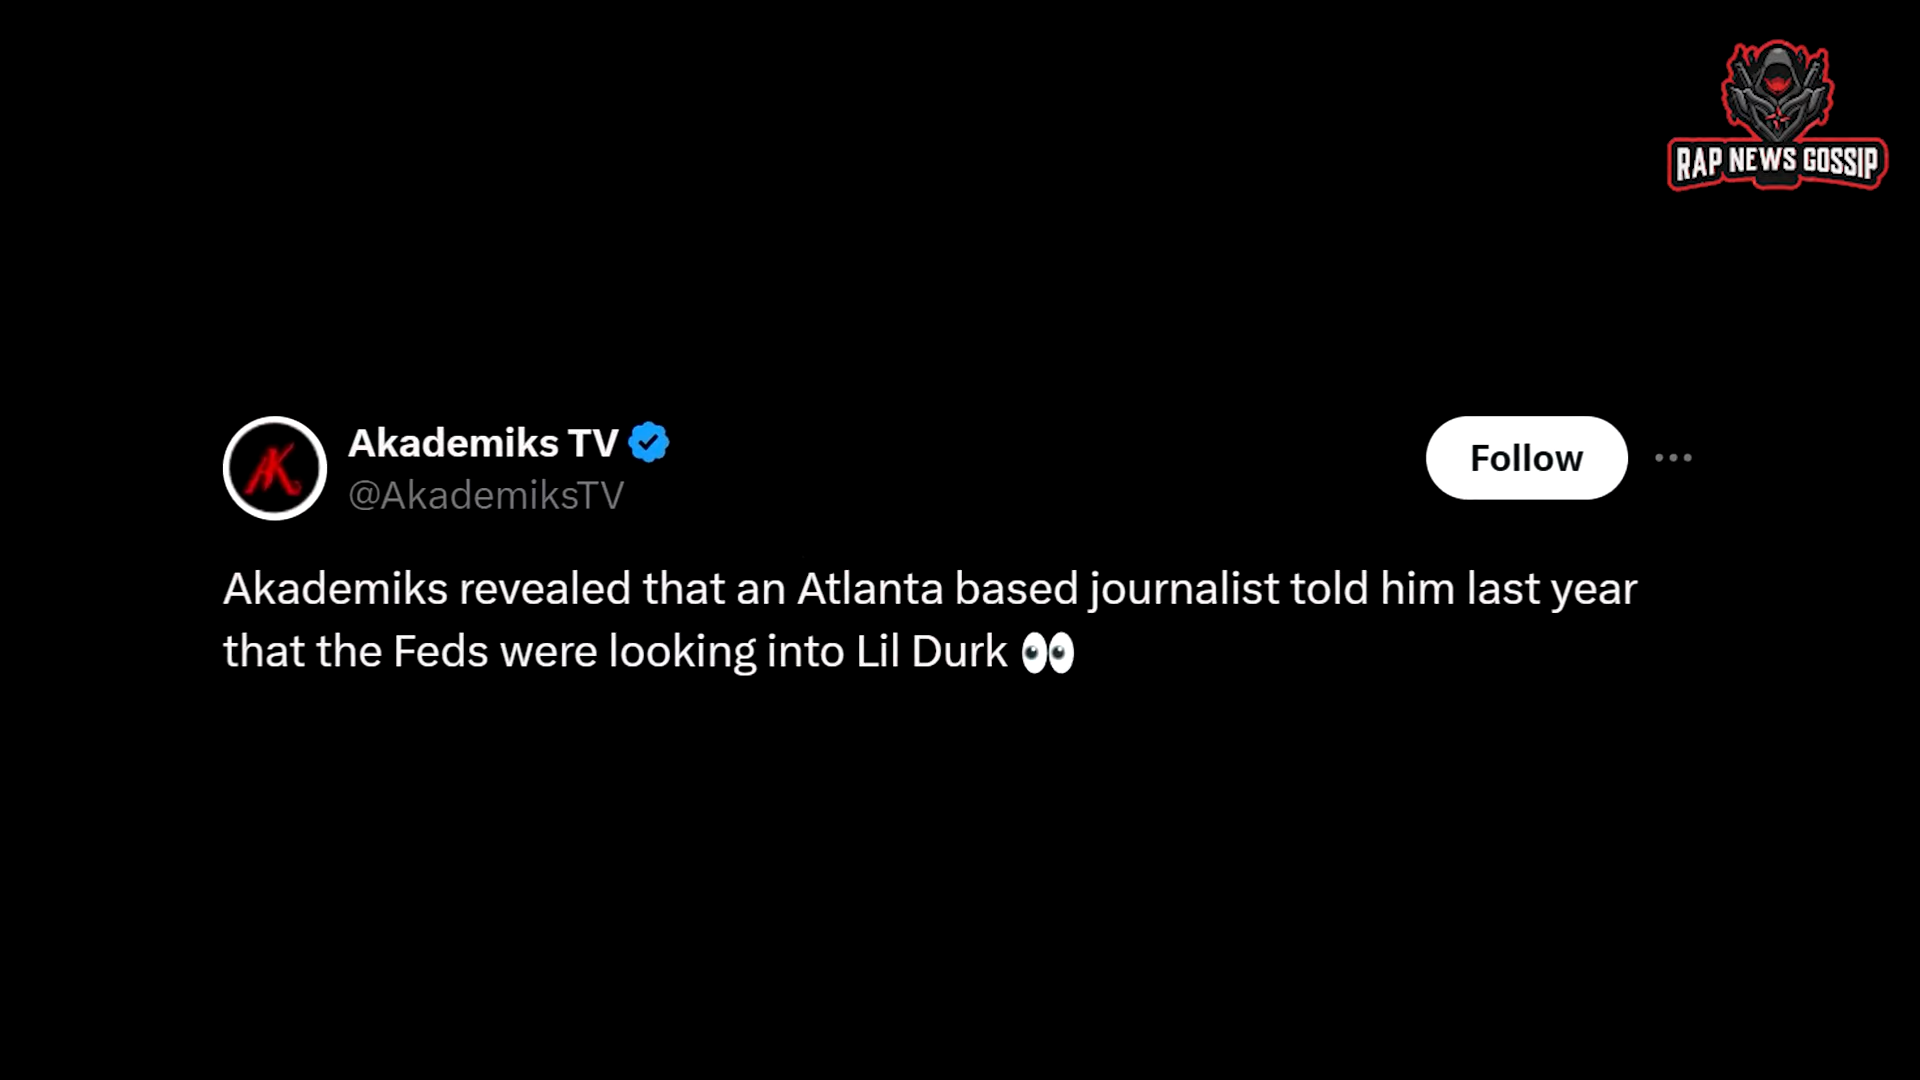 RAP NEWS GOSSIP
Akademiks TV
@AkademiksTV
Follow
Akademiks revealed that an Atlanta based journalist told him last year
that the Feds were looking into Lil Durk 👀